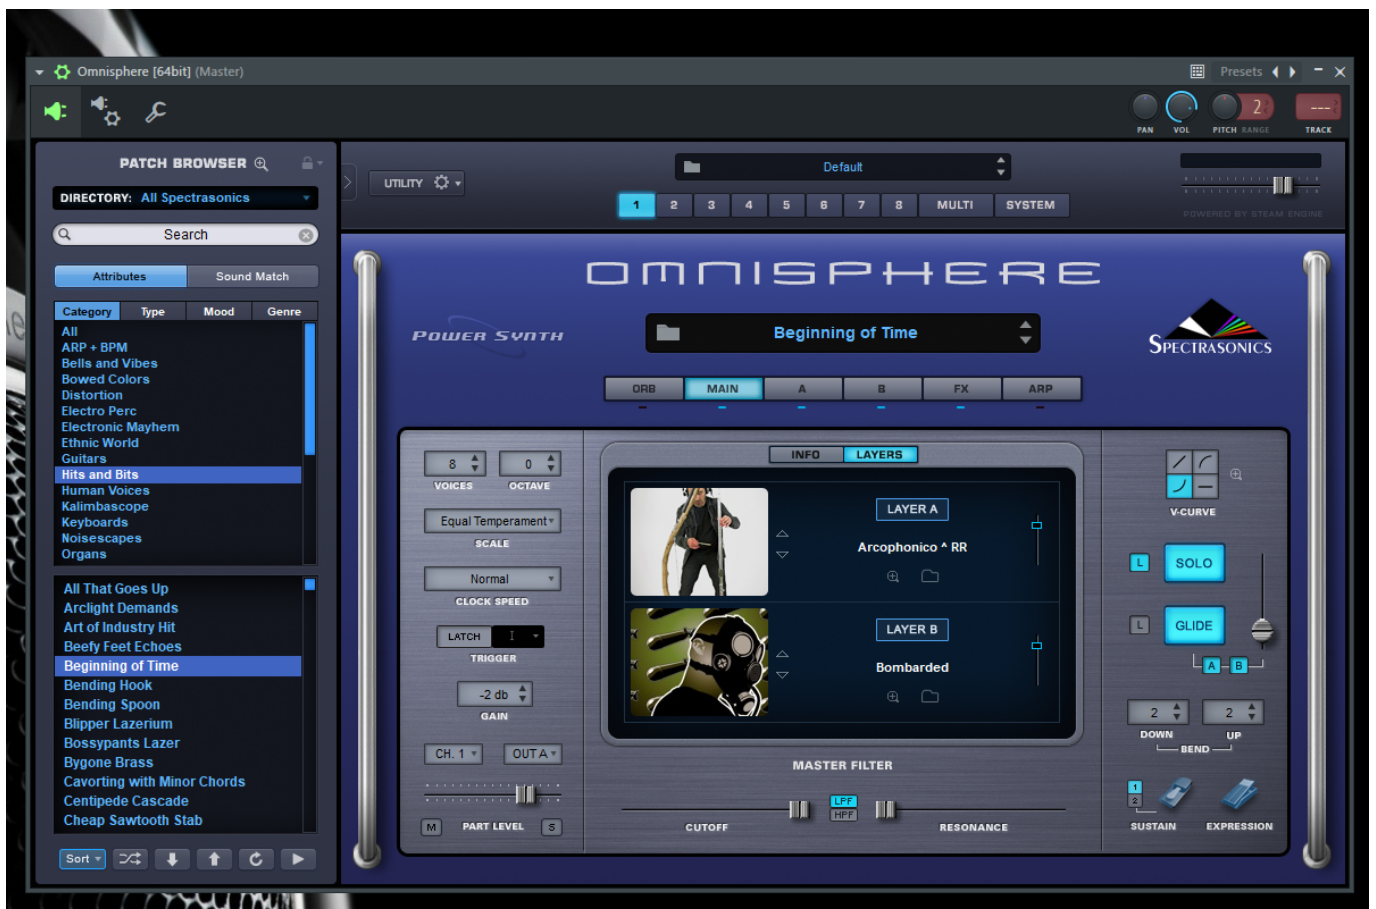 Omnisphere [64bit] (Master)
Presets
2
---
PAN VOL PITCH RANGE TRACK
PATCH BROWSER
DIRECTORY: All Spectrasonics
Search
Attributes Sound Match
Category Type Mood Genre
All
ARP + BPM
Bells and Vibes
Bowed Colors
Distortion
Electro Perc
Electronic Mayhem
Ethnic World
Guitars
Hits and Bits
Human Voices
Kalimbascope
Keyboards
Noisescapes
Organs
All That Goes Up
Arclight Demands
Art of Industry Hit
Beefy Feet Echoes
Beginning of Time
Bending Hook
Bending Spoon
Blipper Lazerium
Bossypants Lazer
Bygone Brass
Cavorting with Minor Chords
Centipede Cascade
Cheap Sawtooth Stab
Sort
UTILITY
Default
1 2 3 4 5 6 7 8 MULTI SYSTEM
POWERED BY STEAM ENGINE
OMNISPHERE
POWER SYNTH
Beginning of Time
SPECTRASONICS
ORB MAIN A B FX ARP
8 0
VOICES OCTAVE
Equal Temperament
SCALE
Normal
CLOCK SPEED
LATCH I
TRIGGER
-2 db
GAIN
CH. 1 OUT A
M PART LEVEL S
INFO LAYERS
LAYER A
Arcophonico ^ RR
LAYER B
Bombarded
MASTER FILTER
LPF
HPF
CUTOFF RESONANCE
V-CURVE
L SOLO
L GLIDE
A B
2 2
DOWN UP
BEND
1
2
SUSTAIN EXPRESSION